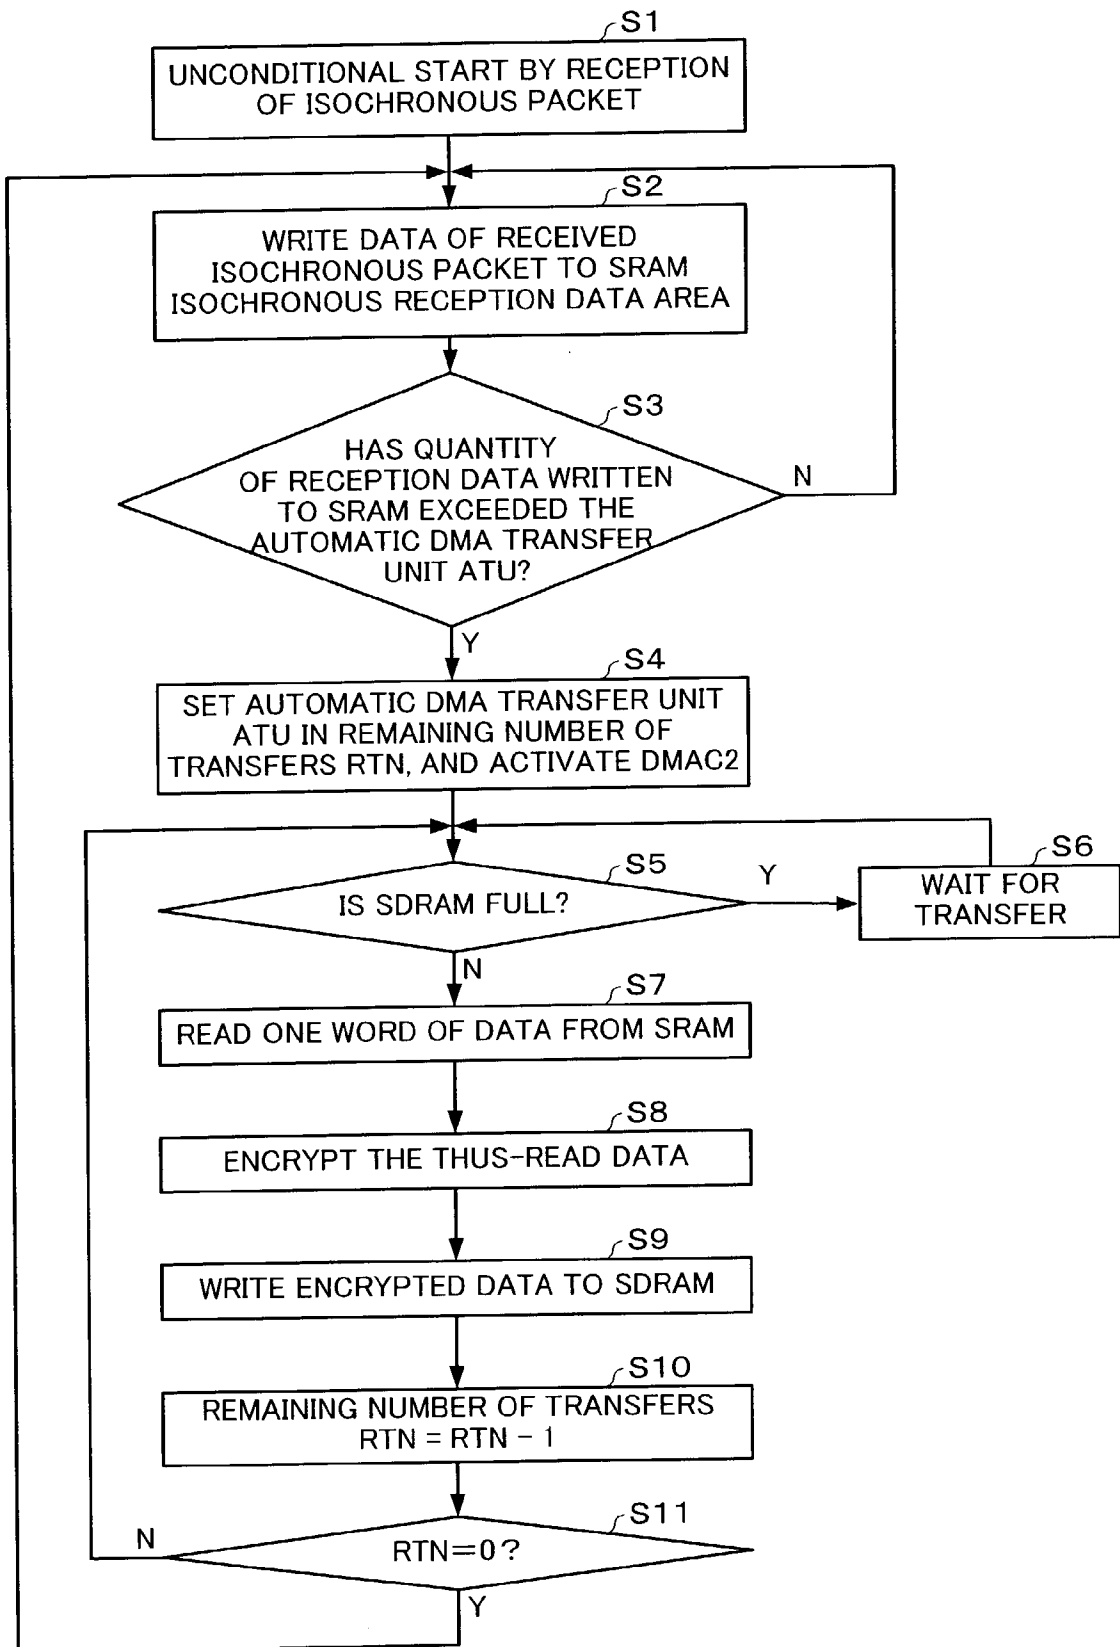 S1
UNCONDITIONAL START BY RECEPTION
OF ISOCHRONOUS PACKET
S2
WRITE DATA OF RECEIVED
ISOCHRONOUS PACKET TO SRAM
ISOCHRONOUS RECEPTION DATA AREA
S3
HAS QUANTITY
OF RECEPTION DATA WRITTEN
TO SRAM EXCEEDED THE
AUTOMATIC DMA TRANSFER
UNIT ATU?
N
Y
S4
SET AUTOMATIC DMA TRANSFER UNIT
ATU IN REMAINING NUMBER OF
TRANSFERS RTN, AND ACTIVATE DMAC2
S5
IS SDRAM FULL?
Y
S6
WAIT FOR
TRANSFER
N
S7
READ ONE WORD OF DATA FROM SRAM
S8
ENCRYPT THE THUS-READ DATA
S9
WRITE ENCRYPTED DATA TO SDRAM
S10
REMAINING NUMBER OF TRANSFERS
RTN = RTN - 1
S11
N
RTN=0?
Y